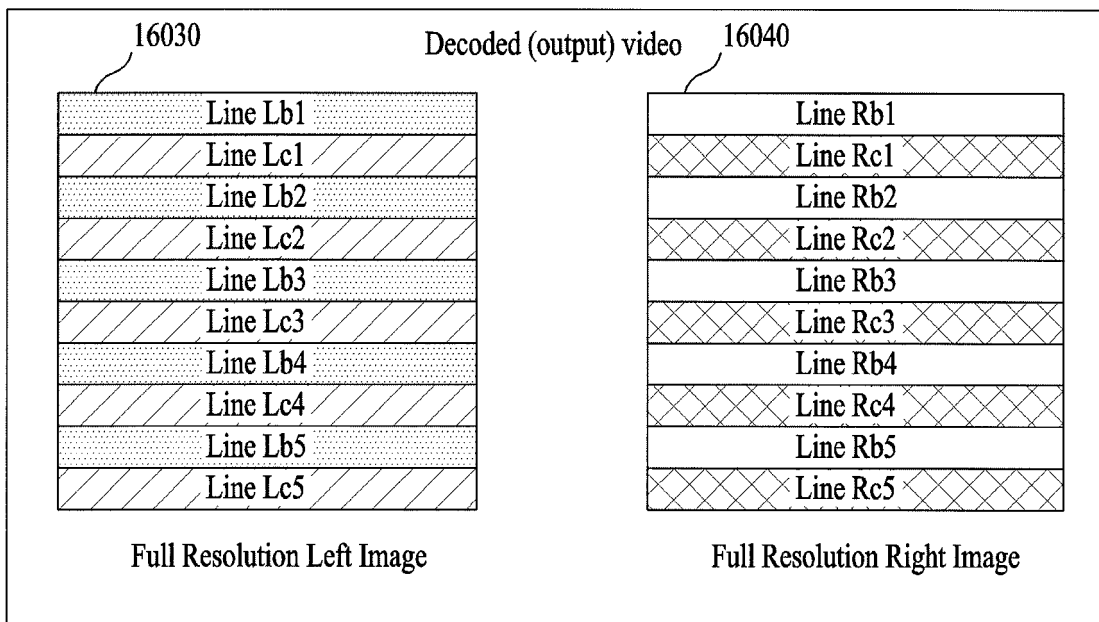 16030
Decoded (output) video
16040
Line Lb1
Line Lc1
Line Lb2
Line Lc2
Line Lb3
Line Lc3
Line Lb4
Line Lc4
Line Lb5
Line Lc5
Full Resolution Left Image
Line Rb1
Line Rc1
Line Rb2
Line Rc2
Line Rb3
Line Rc3
Line Rb4
Line Rc4
Line Rb5
Line Rc5
Full Resolution Right Image